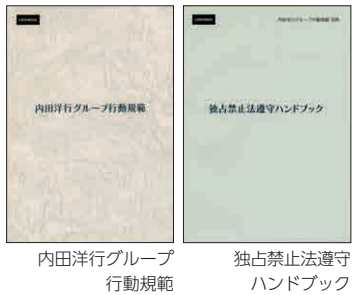 内田洋行グループ行動規範
独占禁止法遵守ハンドブック
内田洋行グループ
行動規範
独占禁止法遵守
ハンドブック